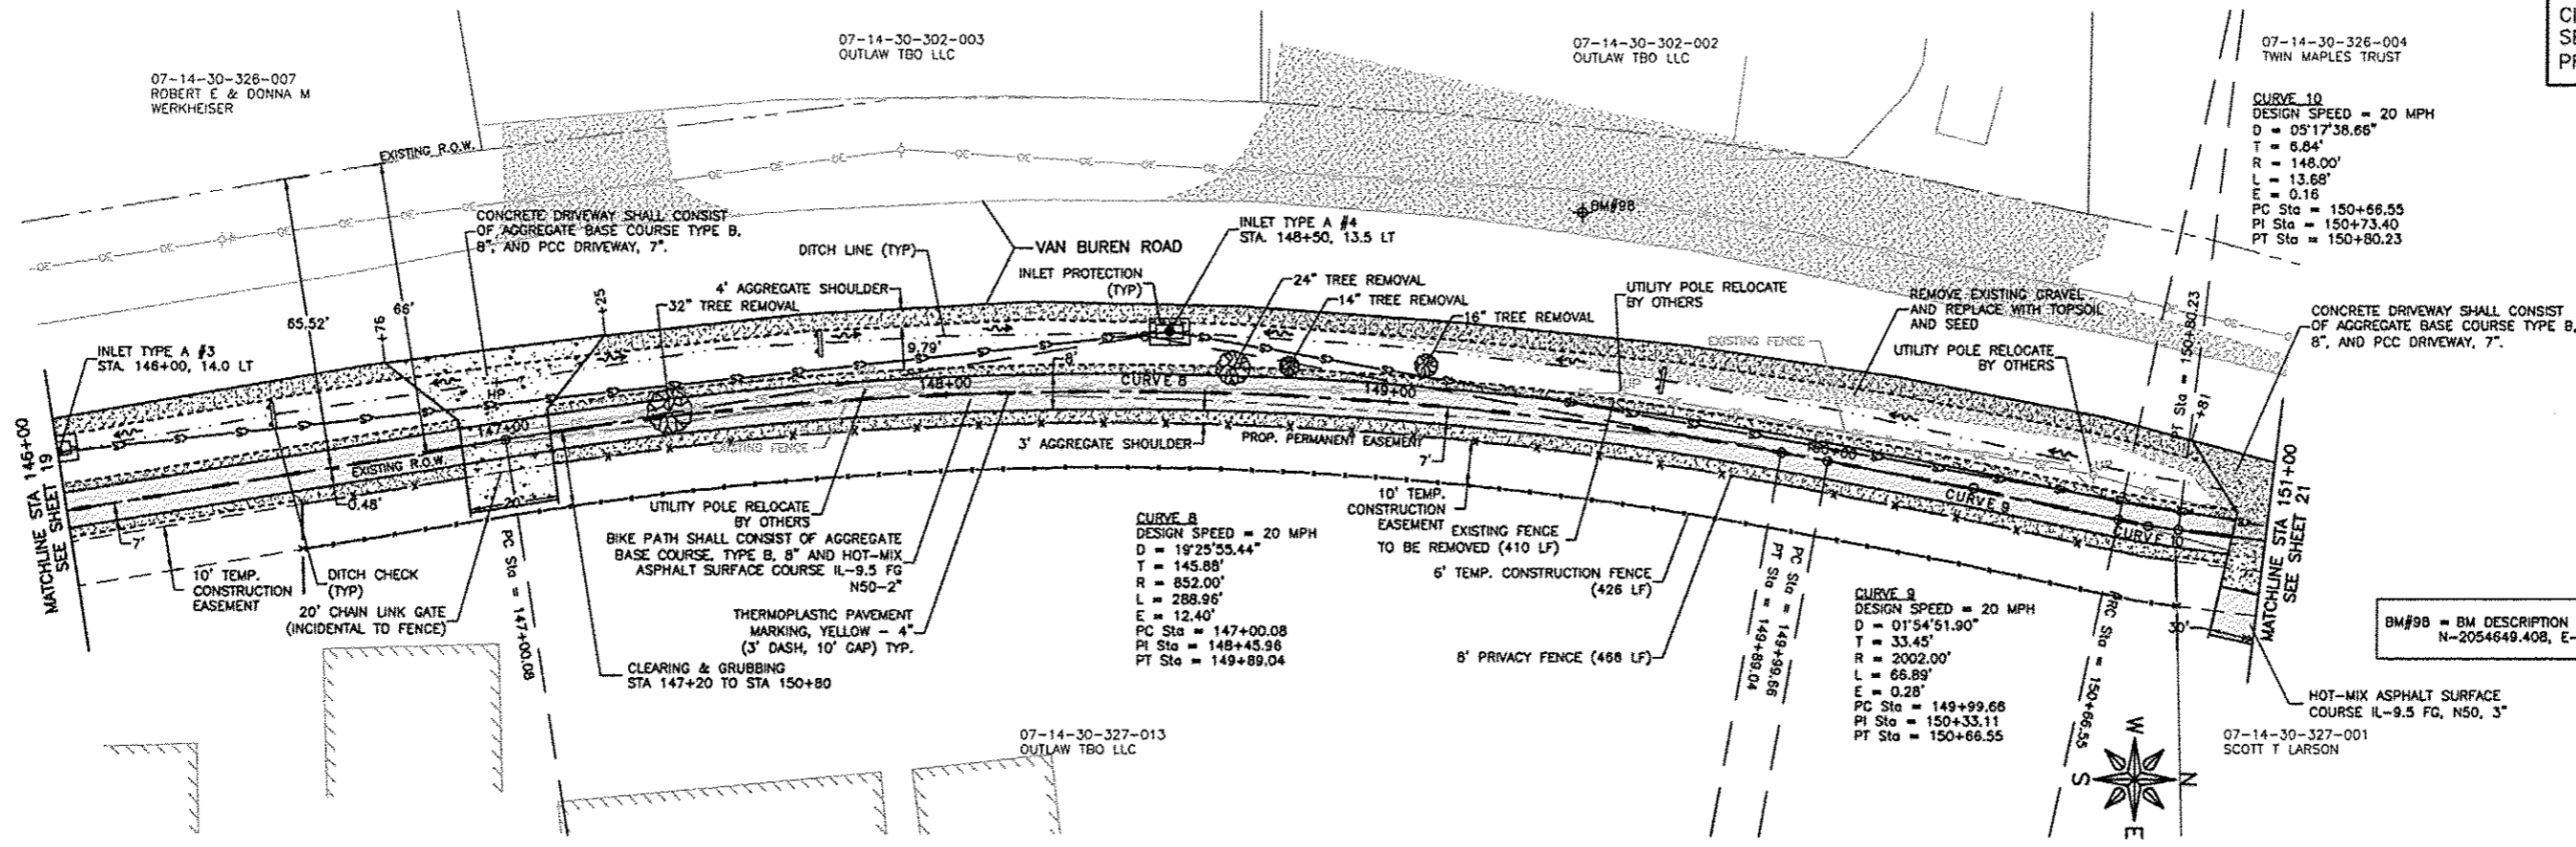 07-14-30-326-007
ROBERT E & DONNA M
WERKHEISER
07-14-30-302-003
OUTLAW TBO LLC
07-14-30-302-002
OUTLAW TBO LLC
07-14-30-326-004
TWIN MAPLES TRUST
CURVE 10
DESIGN SPEED = 20 MPH
D = 05°17'38.66"
T = 6.84'
R = 148.00'
L = 13.68'
E = 0.16
PC Sta = 150+66.55
PI Sta = 150+73.40
PT Sta = 150+80.23
EXISTING R.O.W.
CONCRETE DRIVEWAY SHALL CONSIST
OF AGGREGATE BASE COURSE TYPE B,
8", AND PCC DRIVEWAY, 7".
DITCH LINE (TYP)
VAN BUREN ROAD
INLET TYPE A #4
STA. 148+50, 13.5 LT
BM#98
INLET PROTECTION
(TYP)
4' AGGREGATE SHOULDER
32" TREE REMOVAL
24" TREE REMOVAL
14" TREE REMOVAL
16" TREE REMOVAL
UTILITY POLE RELOCATE
BY OTHERS
REMOVE EXISTING GRAVEL
AND REPLACE WITH TOPSOIL
AND SEED
EXISTING FENCE
UTILITY POLE RELOCATE
BY OTHERS
PT Sta = 150+80.23
+81
CONCRETE DRIVEWAY SHALL CONSIST
OF AGGREGATE BASE COURSE TYPE B,
8", AND PCC DRIVEWAY, 7".
65.52'
+76
66'
+25
INLET TYPE A #3
STA. 146+00, 14.0 LT
MATCHLINE STA 146+00
SEE SHEET 19
HP
147+00
EXISTING R.O.W.
0.48'
20'
7'
9.79'
8'
148+00
CURVE 8
149+00
EXISTING FENCE
3' AGGREGATE SHOULDER
PROP. PERMANENT EASEMENT
7'
HP
150+00
CURVE 9
CURVE 10
MATCHLINE STA 151+00
SEE SHEET 21
10' TEMP.
CONSTRUCTION
EASEMENT
DITCH CHECK
(TYP)
20' CHAIN LINK GATE
(INCIDENTAL TO FENCE)
PC Sta = 147+00.08
UTILITY POLE RELOCATE
BY OTHERS
BIKE PATH SHALL CONSIST OF AGGREGATE
BASE COURSE, TYPE B, 8" AND HOT-MIX
ASPHALT SURFACE COURSE IL-9.5 FG
N50-2"
THERMOPLASTIC PAVEMENT
MARKING, YELLOW - 4"
(3' DASH, 10' GAP) TYP.
CLEARING & GRUBBING
STA 147+20 TO STA 150+80
CURVE 8
DESIGN SPEED = 20 MPH
D = 19°25'55.44"
T = 145.88'
R = 852.00'
L = 288.96'
E = 12.40'
PC Sta = 147+00.08
PI Sta = 148+45.96
PT Sta = 149+89.04
10' TEMP.
CONSTRUCTION
EASEMENT
EXISTING FENCE
TO BE REMOVED (410 LF)
6' TEMP. CONSTRUCTION FENCE
(426 LF)
8' PRIVACY FENCE (468 LF)
PC Sta = 149+99.66
PT Sta = 149+89.04
CURVE 9
DESIGN SPEED = 20 MPH
D = 01°54'51.90"
T = 33.45'
R = 2002.00'
L = 66.89'
E = 0.28'
PC Sta = 149+99.66
PI Sta = 150+33.11
PT Sta = 150+66.55
PRC Sta = 150+66.55
30'
BM#98 = BM DESCRIPTION
N-2054649.408, E-
HOT-MIX ASPHALT SURFACE
COURSE IL-9.5 FG, N50, 3"
07-14-30-327-001
SCOTT T LARSON
07-14-30-327-013
OUTLAW TBO LLC
W
S
N
E